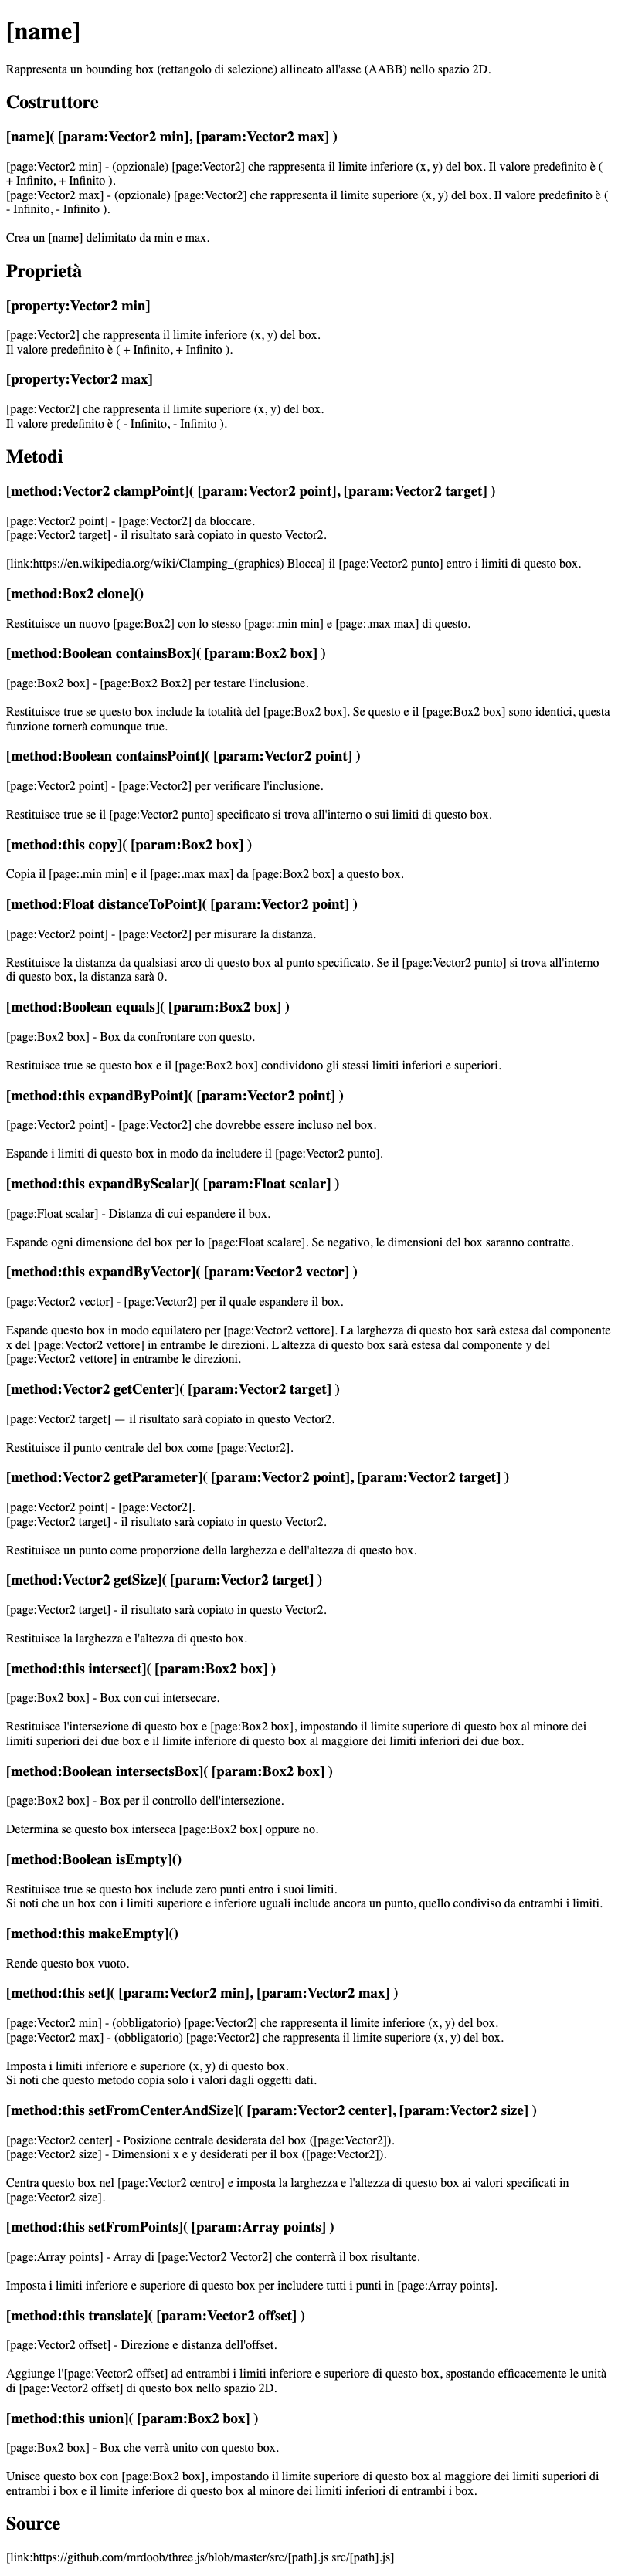 [name]
Rappresenta un bounding box (rettangolo di selezione) allineato all'asse (AABB) nello spazio 2D.
Costruttore
[name]( [param:Vector2 min], [param:Vector2 max] )
[page:Vector2 min] - (opzionale) [page:Vector2] che rappresenta il limite inferiore (x, y) del box. Il valore predefinito è (
+ Infinito, + Infinito ).
[page:Vector2 max] - (opzionale) [page:Vector2] che rappresenta il limite superiore (x, y) del box. Il valore predefinito è (
- Infinito, - Infinito ).
Crea un [name] delimitato da min e max.
Proprietà
[property:Vector2 min]
[page:Vector2] che rappresenta il limite inferiore (x, y) del box.
Il valore predefinito è ( + Infinito, + Infinito ).
[property:Vector2 max]
[page:Vector2] che rappresenta il limite superiore (x, y) del box.
Il valore predefinito è ( - Infinito, - Infinito ).
Metodi
[method:Vector2 clampPoint]( [param:Vector2 point], [param:Vector2 target] )
[page:Vector2 point] - [page:Vector2] da bloccare.
[page:Vector2 target] - il risultato sarà copiato in questo Vector2.
[link:https://en.wikipedia.org/wiki/Clamping_(graphics) Blocca] il [page:Vector2 punto] entro i limiti di questo box.
[method:Box2 clone]()
Restituisce un nuovo [page:Box2] con lo stesso [page:.min min] e [page:.max max] di questo.
[method:Boolean containsBox]( [param:Box2 box] )
[page:Box2 box] - [page:Box2 Box2] per testare l'inclusione.
Restituisce true se questo box include la totalità del [page:Box2 box]. Se questo e il [page:Box2 box] sono identici, questa
funzione tornerà comunque true.
[method:Boolean containsPoint]( [param:Vector2 point] )
[page:Vector2 point] - [page:Vector2] per verificare l'inclusione.
Restituisce true se il [page:Vector2 punto] specificato si trova all'interno o sui limiti di questo box.
[method:this copy]( [param:Box2 box] )
Copia il [page:.min min] e il [page:.max max] da [page:Box2 box] a questo box.
[method:Float distanceToPoint]( [param:Vector2 point] )
[page:Vector2 point] - [page:Vector2] per misurare la distanza.
Restituisce la distanza da qualsiasi arco di questo box al punto specificato. Se il [page:Vector2 punto] si trova all'interno
di questo box, la distanza sarà 0.
[method:Boolean equals]( [param:Box2 box] )
[page:Box2 box] - Box da confrontare con questo.
Restituisce true se questo box e il [page:Box2 box] condividono gli stessi limiti inferiori e superiori.
[method:this expandByPoint]( [param:Vector2 point] )
[page:Vector2 point] - [page:Vector2] che dovrebbe essere incluso nel box.
Espande i limiti di questo box in modo da includere il [page:Vector2 punto].
[method:this expandByScalar]( [param:Float scalar] )
[page:Float scalar] - Distanza di cui espandere il box.
Espande ogni dimensione del box per lo [page:Float scalare]. Se negativo, le dimensioni del box saranno contratte.
[method:this expandByVector]( [param:Vector2 vector] )
[page:Vector2 vector] - [page:Vector2] per il quale espandere il box.
Espande questo box in modo equilatero per [page:Vector2 vettore]. La larghezza di questo box sarà estesa dal componente
x del [page:Vector2 vettore] in entrambe le direzioni. L'altezza di questo box sarà estesa dal componente y del
[page:Vector2 vettore] in entrambe le direzioni.
[method:Vector2 getCenter]( [param:Vector2 target] )
[page:Vector2 target] — il risultato sarà copiato in questo Vector2.
Restituisce il punto centrale del box come [page:Vector2].
[method:Vector2 getParameter]( [param:Vector2 point], [param:Vector2 target] )
[page:Vector2 point] - [page:Vector2].
[page:Vector2 target] - il risultato sarà copiato in questo Vector2.
Restituisce un punto come proporzione della larghezza e dell'altezza di questo box.
[method:Vector2 getSize]( [param:Vector2 target] )
[page:Vector2 target] - il risultato sarà copiato in questo Vector2.
Restituisce la larghezza e l'altezza di questo box.
[method:this intersect]( [param:Box2 box] )
[page:Box2 box] - Box con cui intersecare.
Restituisce l'intersezione di questo box e [page:Box2 box], impostando il limite superiore di questo box al minore dei
limiti superiori dei due box e il limite inferiore di questo box al maggiore dei limiti inferiori dei due box.
[method:Boolean intersectsBox]( [param:Box2 box] )
[page:Box2 box] - Box per il controllo dell'intersezione.
Determina se questo box interseca [page:Box2 box] oppure no.
[method:Boolean isEmpty]()
Restituisce true se questo box include zero punti entro i suoi limiti.
Si noti che un box con i limiti superiore e inferiore uguali include ancora un punto, quello condiviso da entrambi i limiti.
[method:this makeEmpty]()
Rende questo box vuoto.
[method:this set]( [param:Vector2 min], [param:Vector2 max] )
[page:Vector2 min] - (obbligatorio) [page:Vector2] che rappresenta il limite inferiore (x, y) del box.
[page:Vector2 max] - (obbligatorio) [page:Vector2] che rappresenta il limite superiore (x, y) del box.
Imposta i limiti inferiore e superiore (x, y) di questo box.
Si noti che questo metodo copia solo i valori dagli oggetti dati.
[method:this setFromCenterAndSize]( [param:Vector2 center], [param:Vector2 size] )
[page:Vector2 center] - Posizione centrale desiderata del box ([page:Vector2]).
[page:Vector2 size] - Dimensioni x e y desiderati per il box ([page:Vector2]).
Centra questo box nel [page:Vector2 centro] e imposta la larghezza e l'altezza di questo box ai valori specificati in
[page:Vector2 size].
[method:this setFromPoints]( [param:Array points] )
[page:Array points] - Array di [page:Vector2 Vector2] che conterrà il box risultante.
Imposta i limiti inferiore e superiore di questo box per includere tutti i punti in [page:Array points].
[method:this translate]( [param:Vector2 offset] )
[page:Vector2 offset] - Direzione e distanza dell'offset.
Aggiunge l'[page:Vector2 offset] ad entrambi i limiti inferiore e superiore di questo box, spostando efficacemente le unità
di [page:Vector2 offset] di questo box nello spazio 2D.
[method:this union]( [param:Box2 box] )
[page:Box2 box] - Box che verrà unito con questo box.
Unisce questo box con [page:Box2 box], impostando il limite superiore di questo box al maggiore dei limiti superiori di
entrambi i box e il limite inferiore di questo box al minore dei limiti inferiori di entrambi i box.
Source
[link:https://github.com/mrdoob/three.js/blob/master/src/[path].js src/[path].js]